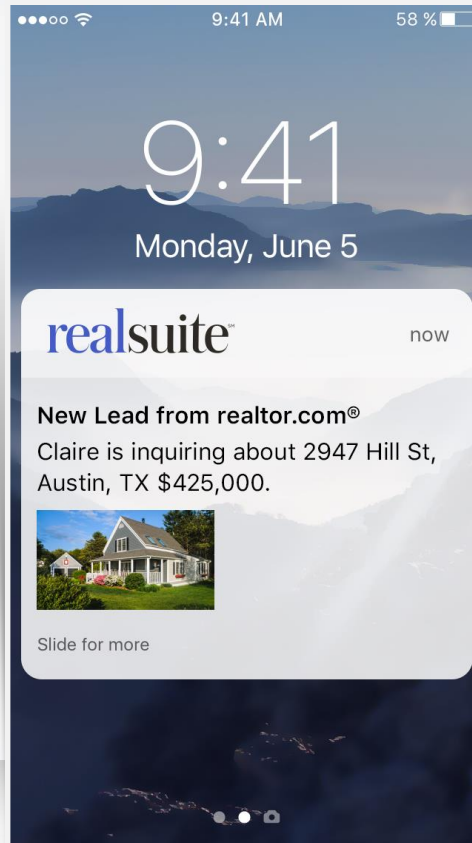 9:41 AM
58 %
9:41
Monday, June 5
realsuite℠
now
New Lead from realtor.com®
Claire is inquiring about 2947 Hill St,
Austin, TX $425,000.
Slide for more